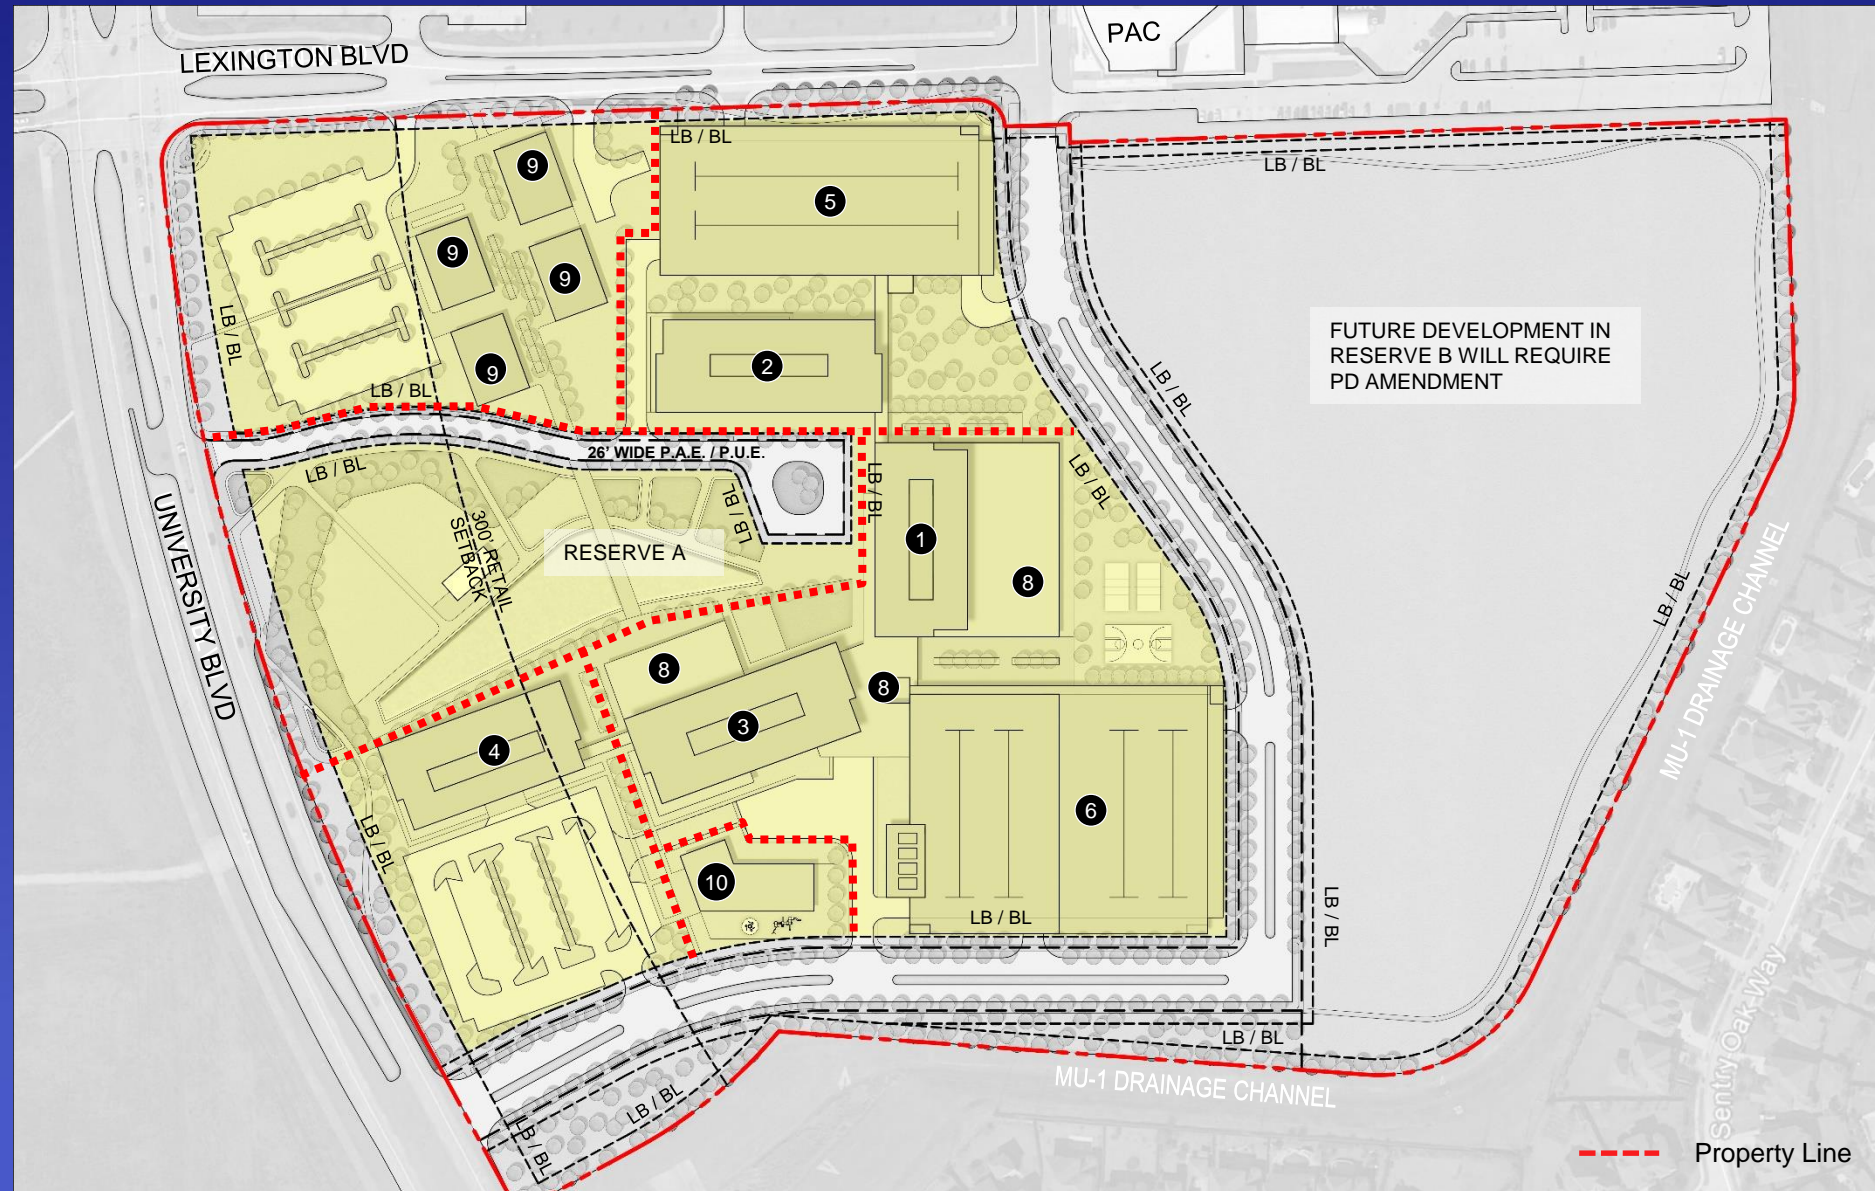 PAC
LEXINGTON BLVD
LB / BL
LB / BL
9
5
9
9
LB / BL
FUTURE DEVELOPMENT IN
RESERVE B WILL REQUIRE
PD AMENDMENT
2
9
LB / BL
LB / BL
26' WIDE P.A.E. / P.U.E.
LB / BL
LB / BL
LB / BL
LB / BL
300' RETAIL
SETBACK
RESERVE A
1
8
UNIVERSITY BLVD
LB / BL
MU-1 DRAINAGE CHANNEL
8
8
3
4
6
LB / BL
10
LB / BL
LB / BL
LB / BL
MU-1 DRAINAGE CHANNEL
Sentry Oak Way
LB / BL
LB / BL
Property Line